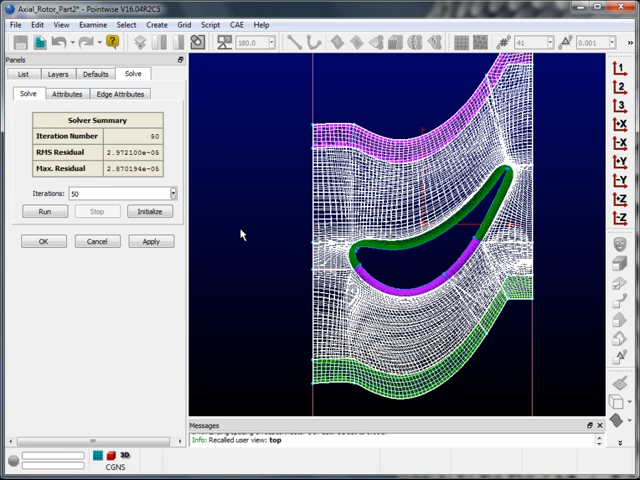 Axial_Rotor_Part2* - Pointwise V16.04R2C5
File Edit View Examine Select Create Grid Script CAE Help
180.0 41 0.001
Panels
List Layers Defaults Solve
Solve Attributes Edge Attributes
Solver Summary
Iteration Number 50
RMS Residual 2.972100e-05
Max. Residual 2.870194e-05
Iterations: 50
Run Stop Initialize
OK Cancel Apply
1
2
3
+X
-X
+Y
-Y
+Z
-Z
Messages
Info: Recalled user view: top
3D
CGNS